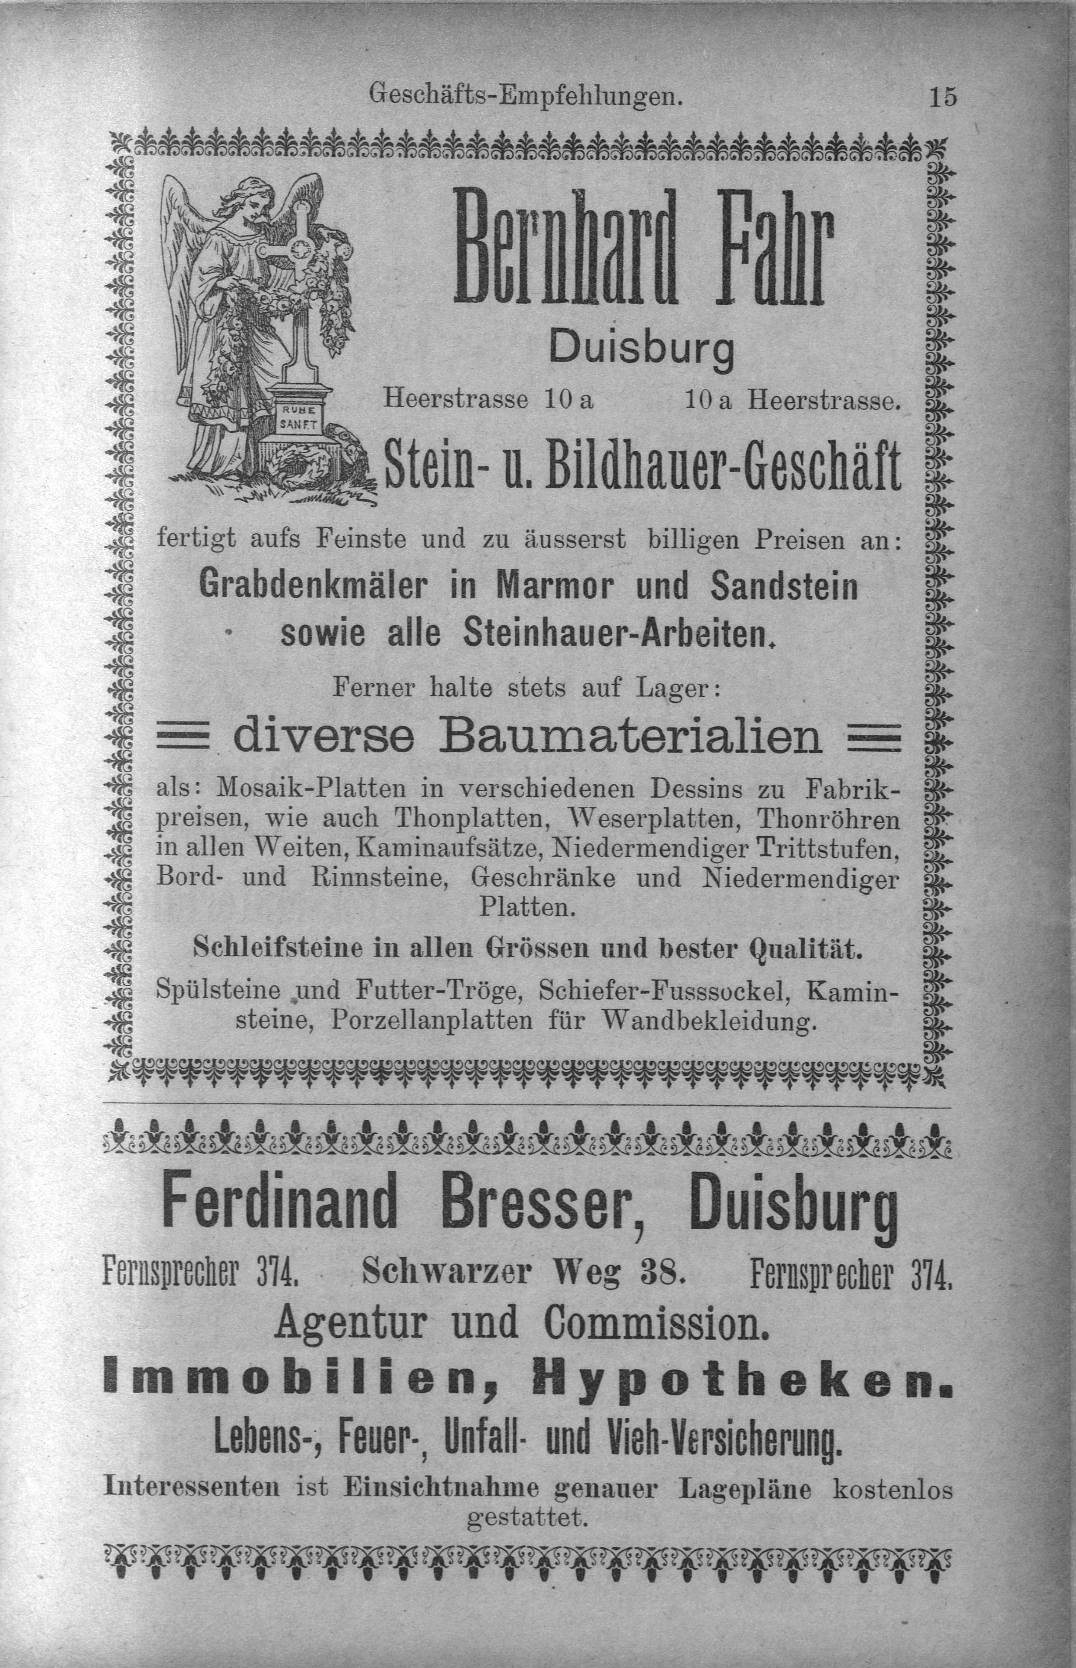 Geschäfts-Empfehlungen. 15
Bernhard Fahr
Duisburg
Heerstrasse 10 a 10 a Heerstrasse.
RUHE
SANFT
Stein- u. Bildhauer-Geschäft
fertigt aufs Feinste und zu äusserst billigen Preisen an:
Grabdenkmäler in Marmor und Sandstein
sowie alle Steinhauer-Arbeiten.
Ferner halte stets auf Lager:
diverse Baumaterialien
als: Mosaik-Platten in verschiedenen Dessins zu Fabrik-
preisen, wie auch Thonplatten, Weserplatten, Thonröhren
in allen Weiten, Kaminaufsätze, Niedermendiger Trittstufen,
Bord- und Rinnsteine, Geschränke und Niedermendiger
Platten.
Schleifsteine in allen Grössen und bester Qualität.
Spülsteine und Futter-Tröge, Schiefer-Fusssockel, Kamin-
steine, Porzellanplatten für Wandbekleidung.
Ferdinand Bresser, Duisburg
Fernsprecher 374. Schwarzer Weg 38. Fernsprecher 374.
Agentur und Commission.
Immobilien, Hypotheken.
Lebens-, Feuer-, Unfall- und Vieh-Versicherung.
Interessenten ist Einsichtnahme genauer Lagepläne kostenlos
gestattet.